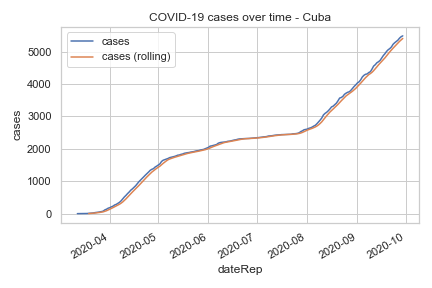 COVID-19 cases over time - Cuba
cases
cases (rolling)
5000
4000
3000
2000
1000
0
cases
2020-04
2020-05
2020-06
2020-07
2020-08
2020-09
2020-10
dateRep